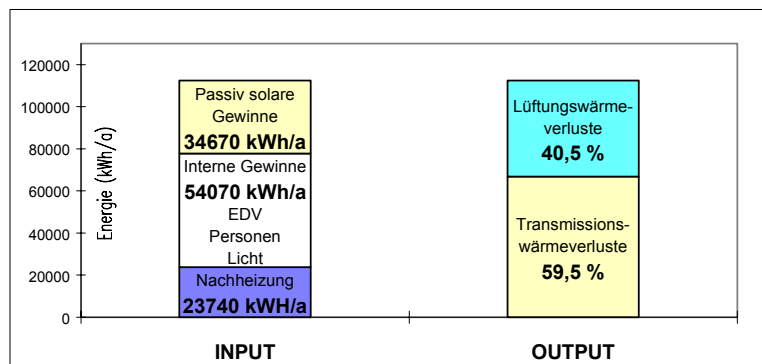 Energie (kWh/a)
120000
100000
80000
60000
40000
20000
0
Passiv solare
Gewinne
34670 kWh/a
Interne Gewinne
54070 kWh/a
EDV
Personen
Licht
Nachheizung
23740 kWH/a
Lüftungswärme-
verluste
40,5 %
Transmissions-
wärmeverluste
59,5 %
INPUT
OUTPUT